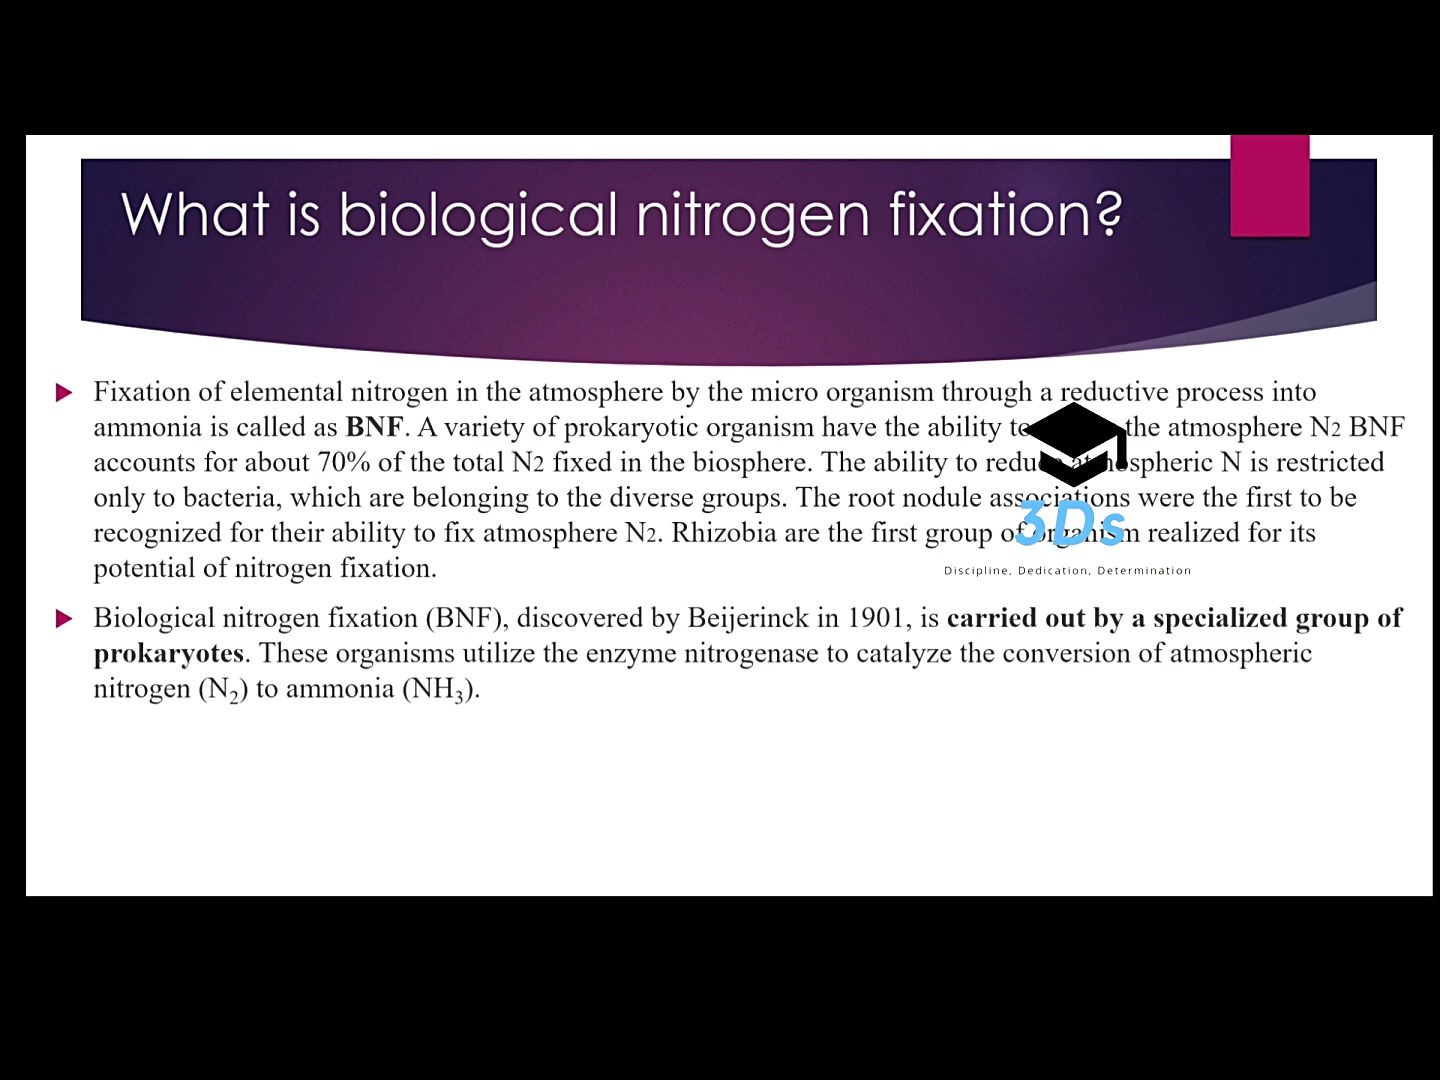 What is biological nitrogen fixation?
Fixation of elemental nitrogen in the atmosphere by the micro organism through a reductive process into
ammonia is called as BNF. A variety of prokaryotic organism have the ability to the atmosphere N2 BNF
accounts for about 70% of the total N2 fixed in the biosphere. The ability to reduce atmospheric N is restricted
only to bacteria, which are belonging to the diverse groups. The root nodule associations were the first to be
recognized for their ability to fix atmosphere N2. Rhizobia are the first group of organism realized for its
potential of nitrogen fixation.
3Ds
Discipline, Dedication, Determination
Biological nitrogen fixation (BNF), discovered by Beijerinck in 1901, is carried out by a specialized group of
prokaryotes. These organisms utilize the enzyme nitrogenase to catalyze the conversion of atmospheric
nitrogen (N₂) to ammonia (NH₃).